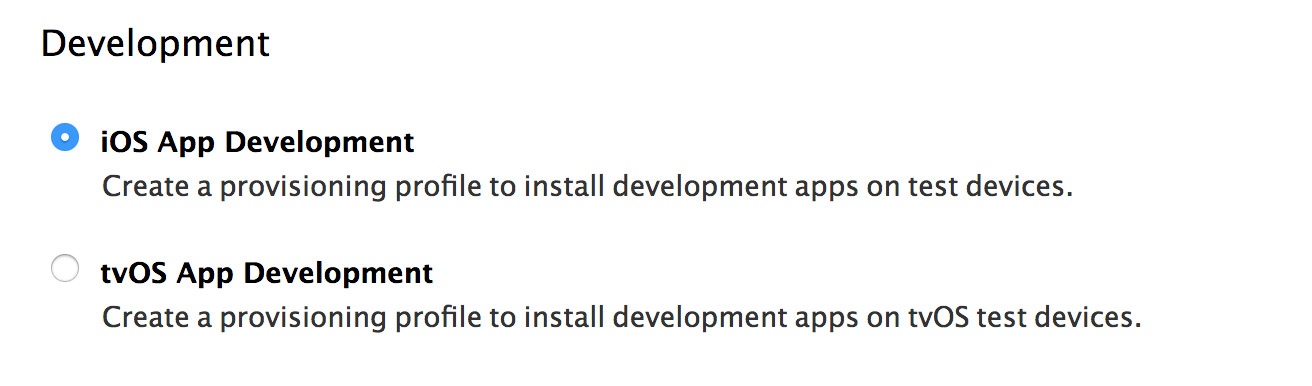 Development
iOS App Development
Create a provisioning profile to install development apps on test devices.
tvOS App Development
Create a provisioning profile to install development apps on tvOS test devices.